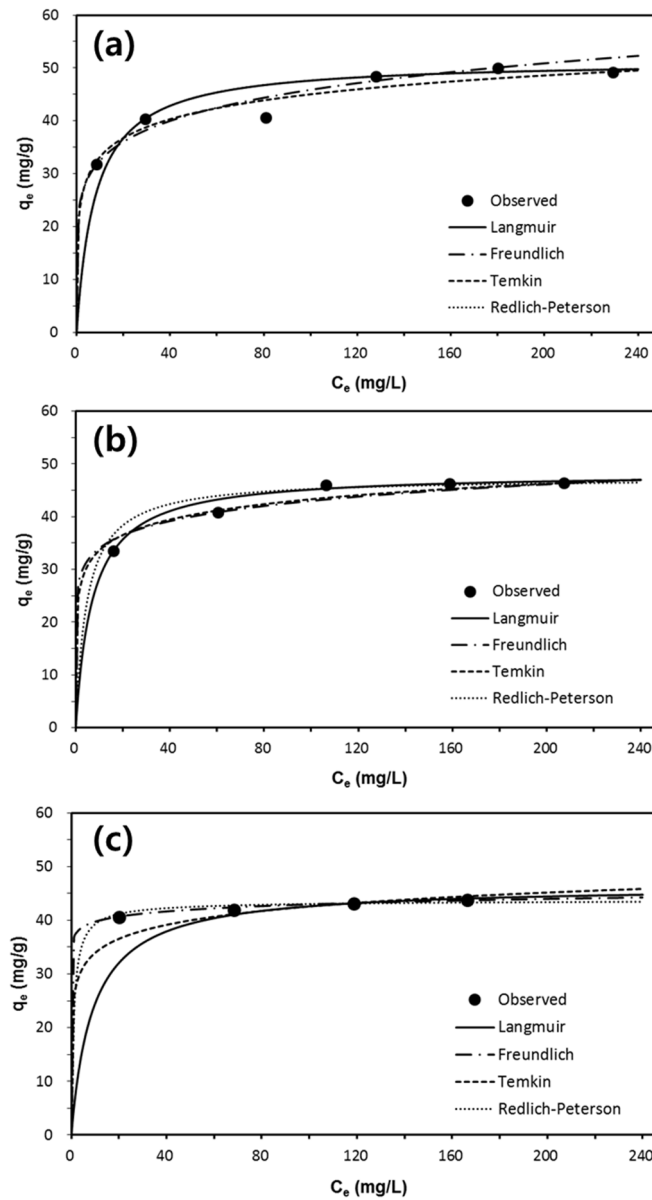 (a)
60
50
40
30
20
10
0
qe (mg/g)
Observed
Langmuir
Freundlich
Temkin
Redlich-Peterson
0 40 80 120 160 200 240
Ce (mg/L)
(b)
60
50
40
30
20
10
0
qe (mg/g)
Observed
Langmuir
Freundlich
Temkin
Redlich-Peterson
0 40 80 120 160 200 240
Ce (mg/L)
(c)
60
50
40
30
20
10
0
qe (mg/g)
Observed
Langmuir
Freundlich
Temkin
Redlich-Peterson
0 40 80 120 160 200 240
Ce (mg/L)